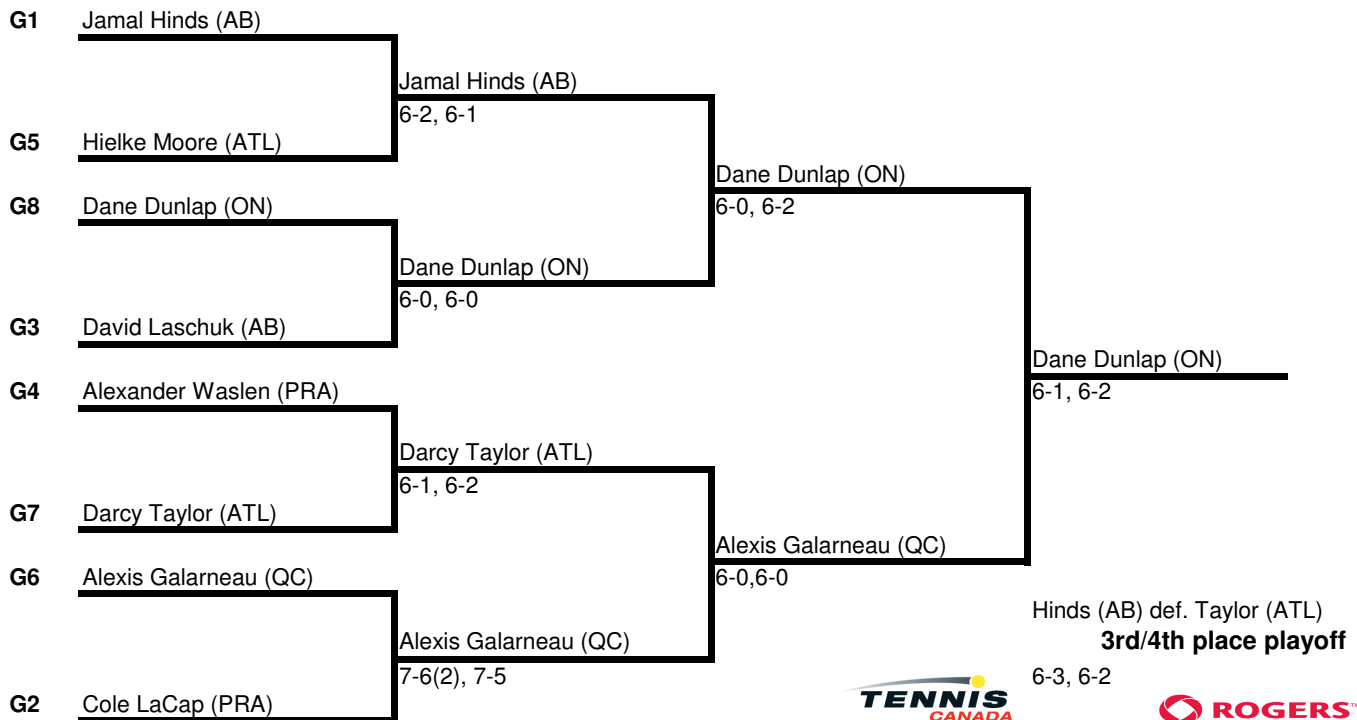 G1 Jamal Hinds (AB)
Jamal Hinds (AB)
6-2, 6-1
G5 Hielke Moore (ATL)
Dane Dunlap (ON)
G8 Dane Dunlap (ON)
6-0, 6-2
Dane Dunlap (ON)
6-0, 6-0
G3 David Laschuk (AB)
Dane Dunlap (ON)
G4 Alexander Waslen (PRA)
6-1, 6-2
Darcy Taylor (ATL)
6-1, 6-2
G7 Darcy Taylor (ATL)
Alexis Galarneau (QC)
G6 Alexis Galarneau (QC)
6-0,6-0
Hinds (AB) def. Taylor (ATL)
Alexis Galarneau (QC)
3rd/4th place playoff
7-6(2), 7-5
6-3, 6-2
G2 Cole LaCap (PRA)
TENNIS
CANADA
ROGERS™